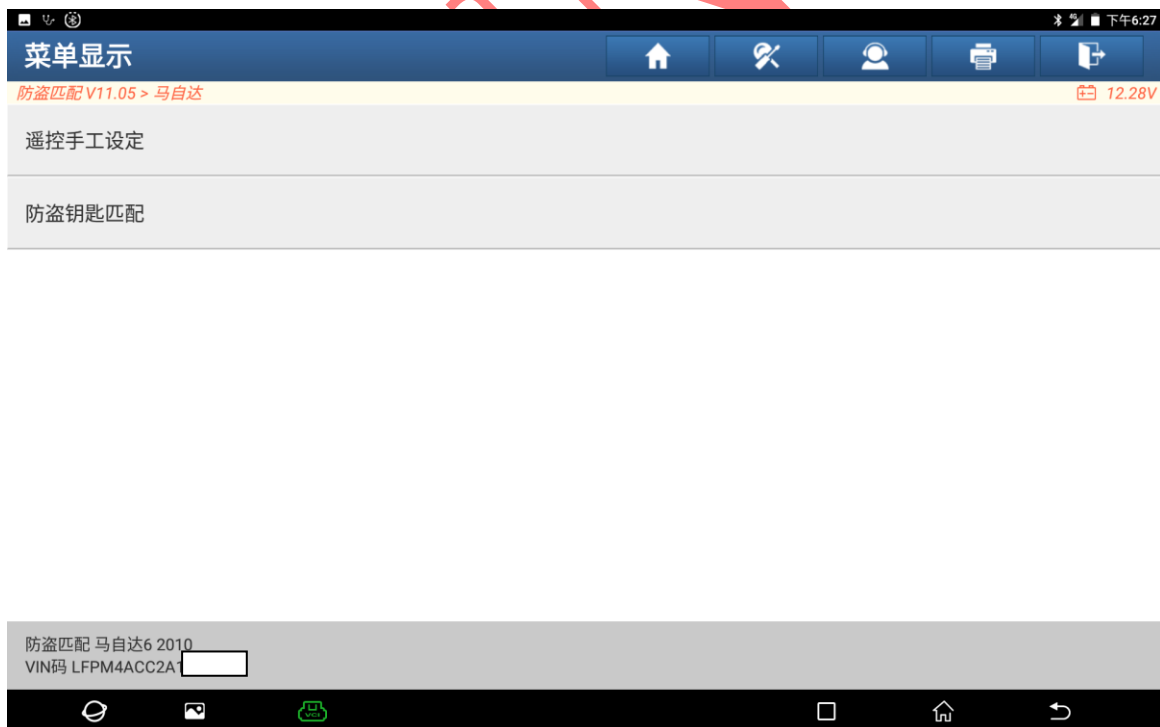 下午6:27
菜单显示
防盗匹配 V11.05 > 马自达
12.28V
遥控手工设定
防盗钥匙匹配
防盗匹配 马自达6 2010
VIN码 LFPM4ACC2A1
VCI